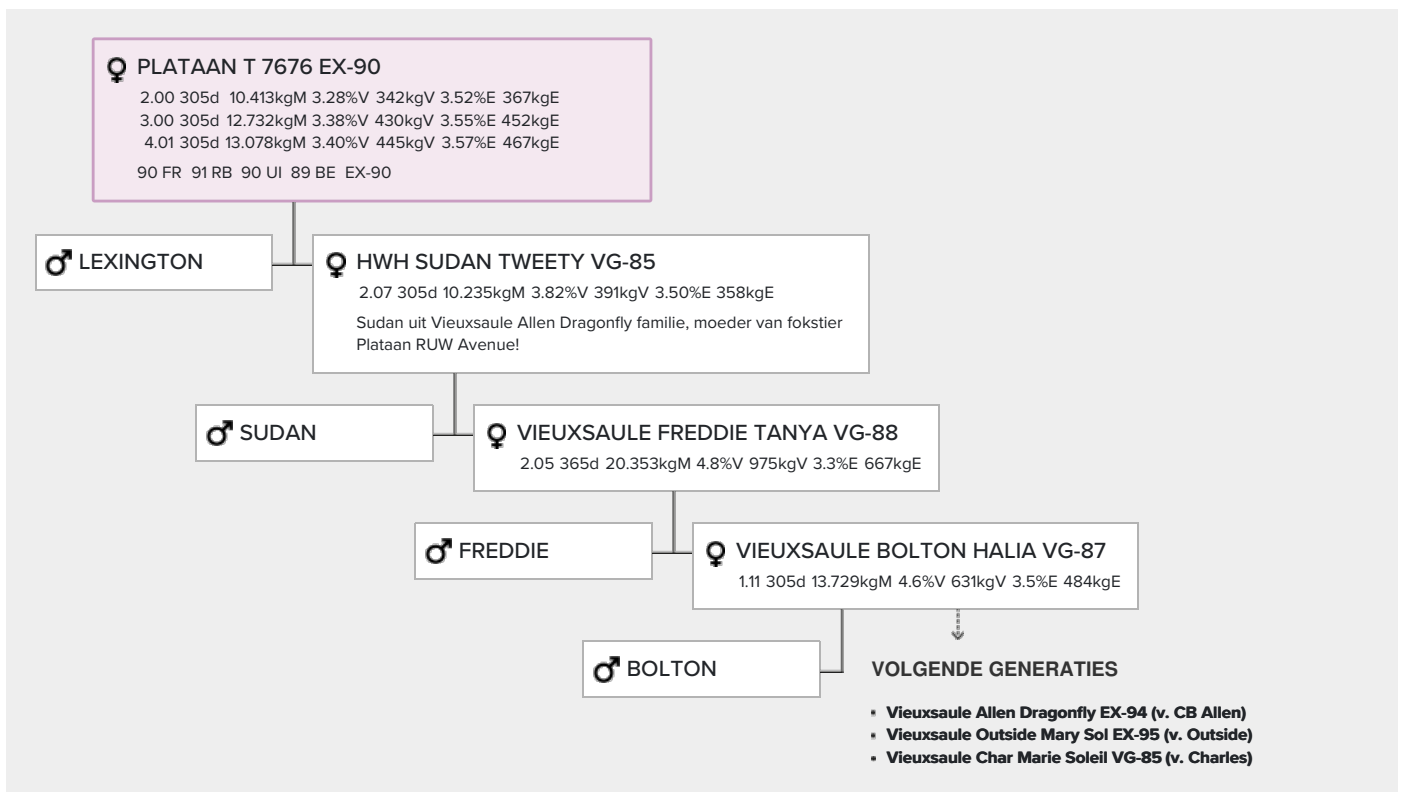 PLATAAN T 7676 EX-90
2.00 305d 10.413kgM 3.28%V 342kgV 3.52%E 367kgE
3.00 305d 12.732kgM 3.38%V 430kgV 3.55%E 452kgE
4.01 305d 13.078kgM 3.40%V 445kgV 3.57%E 467kgE
90 FR 91 RB 90 UI 89 BE EX-90
LEXINGTON
HWH SUDAN TWEETY VG-85
2.07 305d 10.235kgM 3.82%V 391kgV 3.50%E 358kgE
Sudan uit Vieuxsaule Allen Dragonfly familie, moeder van fokstier
Plataan RUW Avenue!
SUDAN
VIEUXSAULE FREDDIE TANYA VG-88
2.05 365d 20.353kgM 4.8%V 975kgV 3.3%E 667kgE
FREDDIE
VIEUXSAULE BOLTON HALIA VG-87
1.11 305d 13.729kgM 4.6%V 631kgV 3.5%E 484kgE
BOLTON
VOLGENDE GENERATIES
• Vieuxsaule Allen Dragonfly EX-94 (v. CB Allen)
• Vieuxsaule Outside Mary Sol EX-95 (v. Outside)
• Vieuxsaule Char Marie Soleil VG-85 (v. Charles)